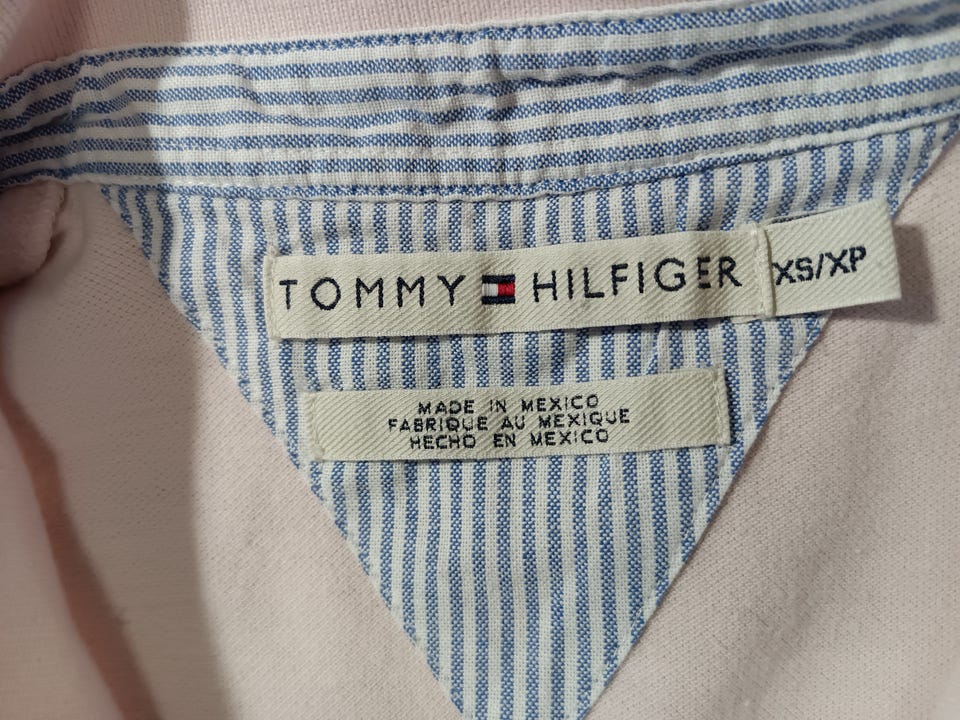 TOMMY HILFIGER
XS/XP
MADE IN MEXICO
FABRIQUE AU MEXIQUE
HECHO EN MEXICO